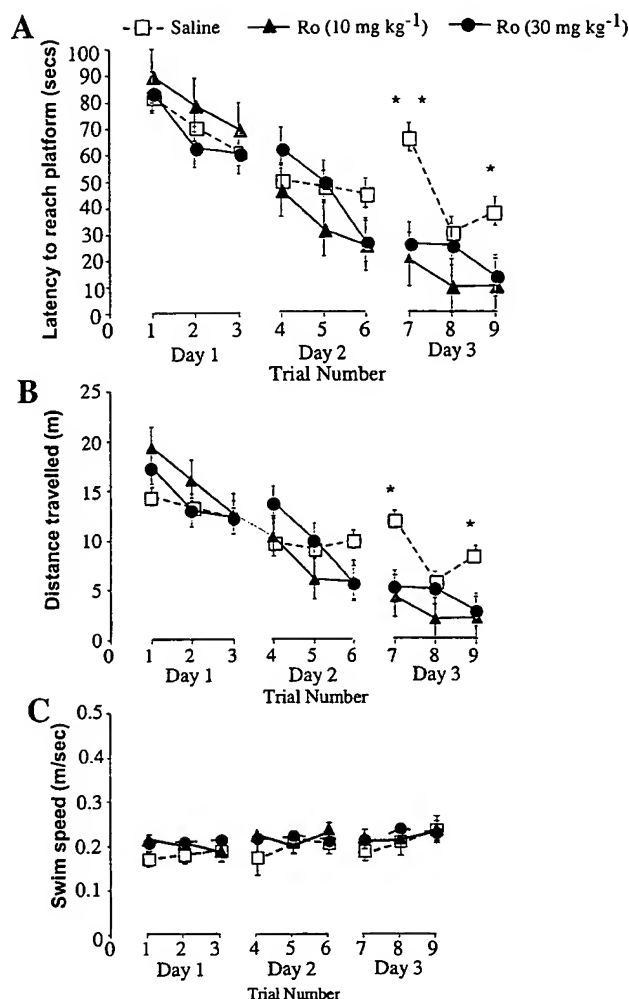 A
Saline Ro (10 mg kg⁻¹) Ro (30 mg kg⁻¹)
Latency to reach platform (secs)
100
90
80
70
60
50
40
30
20
10
0
0
* *
*
1 2 3 4 5 6 7 8 9
Day 1 Day 2 Day 3
Trial Number
B
Distance travelled (m)
25
20
15
10
5
0
*
*
1 2 3 4 5 6 7 8 9
Day 1 Day 2 Day 3
Trial Number
C
Swim speed (m/sec)
0.5
0.4
0.3
0.2
0.1
0
1 2 3 4 5 6 7 8 9
Day 1 Day 2 Day 3
Trial Number